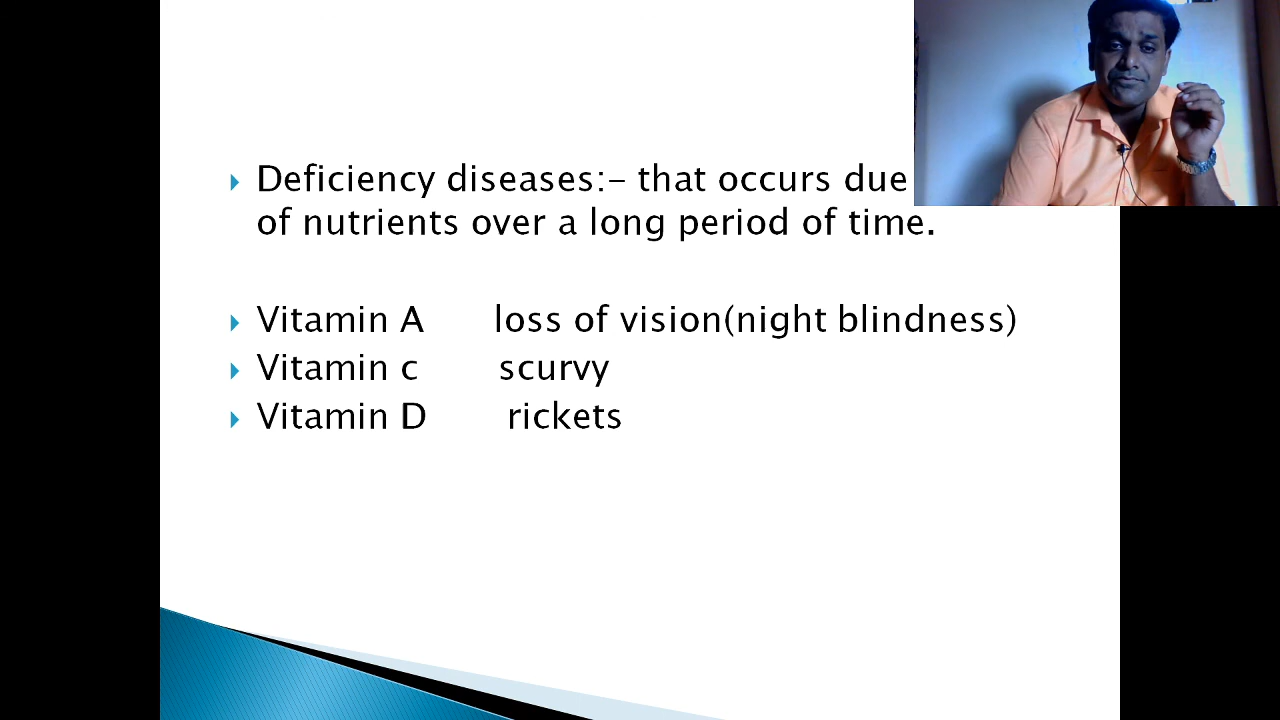 Deficiency diseases:- that occurs due
of nutrients over a long period of time.
Vitamin A loss of vision(night blindness)
Vitamin c scurvy
Vitamin D rickets